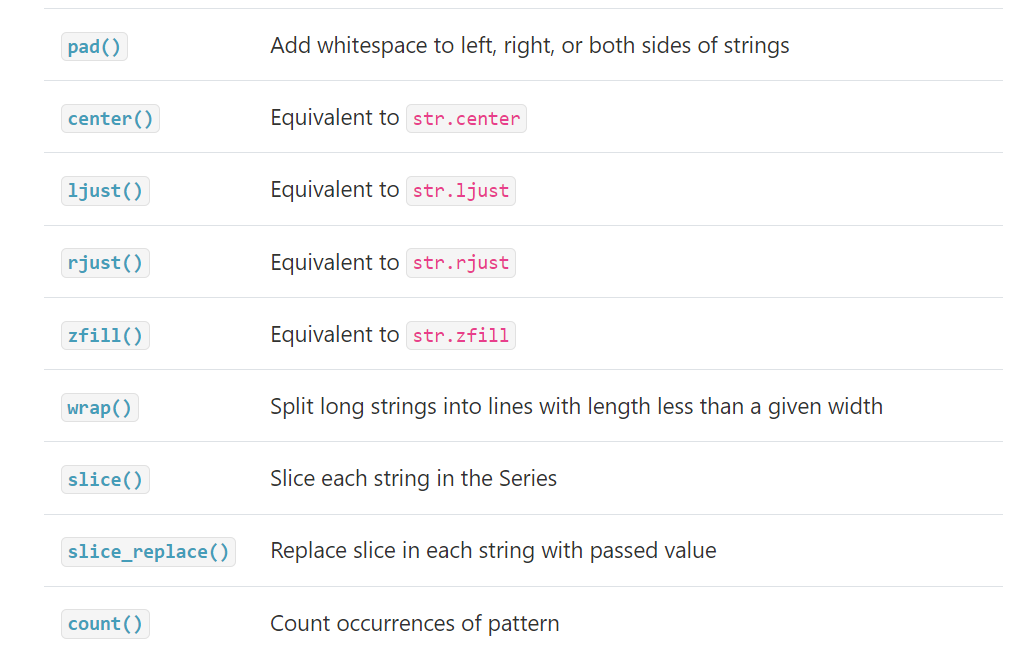 pad() Add whitespace to left, right, or both sides of strings
center() Equivalent to str.center
ljust() Equivalent to str.ljust
rjust() Equivalent to str.rjust
zfill() Equivalent to str.zfill
wrap() Split long strings into lines with length less than a given width
slice() Slice each string in the Series
slice_replace() Replace slice in each string with passed value
count() Count occurrences of pattern